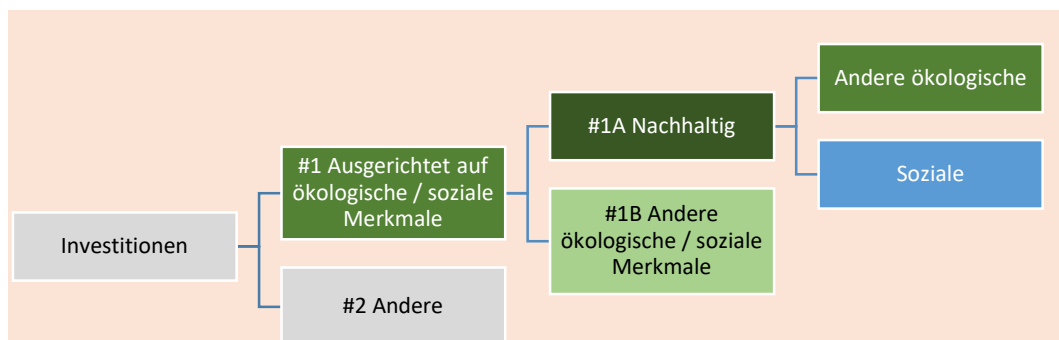 Investitionen
#1 Ausgerichtet auf
ökologische / soziale
Merkmale
#2 Andere
#1A Nachhaltig
#1B Andere
ökologische / soziale
Merkmale
Andere ökologische
Soziale